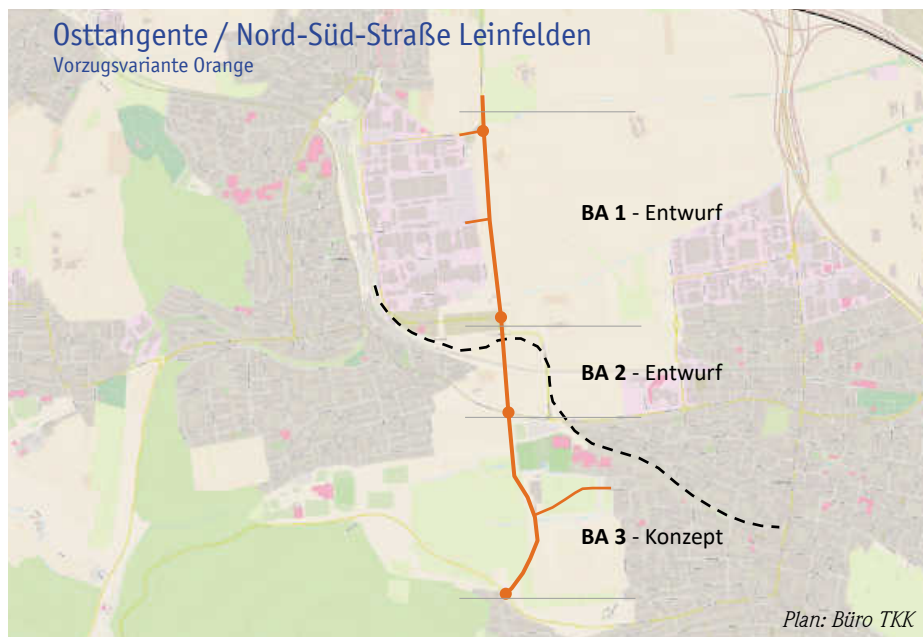 Osttangente / Nord-Süd-Straße Leinfelden
Vorzugsvariante Orange
BA 1 - Entwurf
BA 2 - Entwurf
BA 3 - Konzept
Plan: Büro TKK